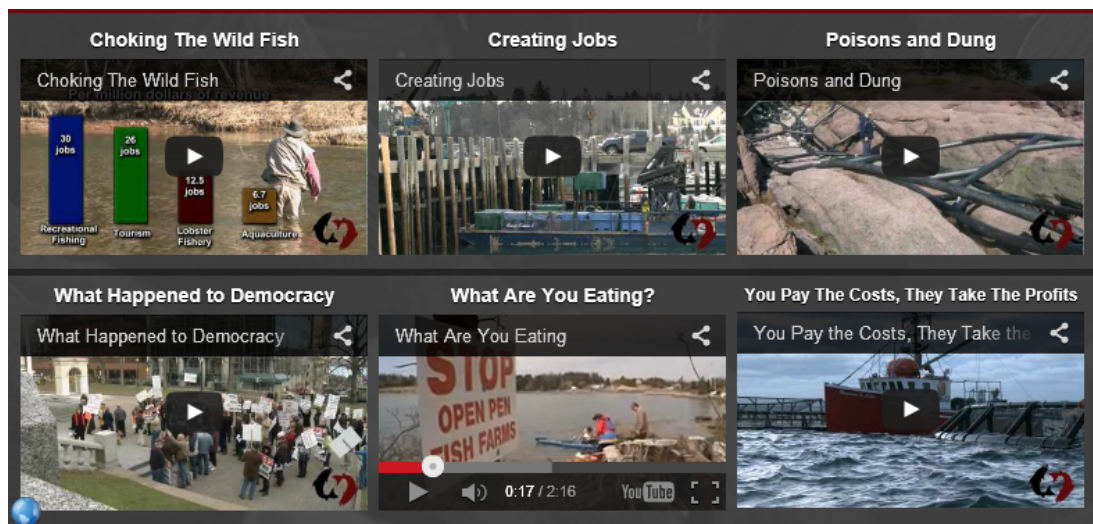 Choking The Wild Fish
Creating Jobs
Poisons and Dung
Choking The Wild Fish
Per million dollars of revenue
30
jobs
26
jobs
12.5
jobs
6.7
jobs
Recreational
Fishing
Tourism
Lobster
Fishery
Aquaculture
Creating Jobs
Poisons and Dung
What Happened to Democracy
What Are You Eating?
You Pay The Costs, They Take The Profits
What Happened to Democracy
What Are You Eating
STOP
OPEN PEN
FISH FARMS
0:17 / 2:16
YouTube
You Pay the Costs, They Take the